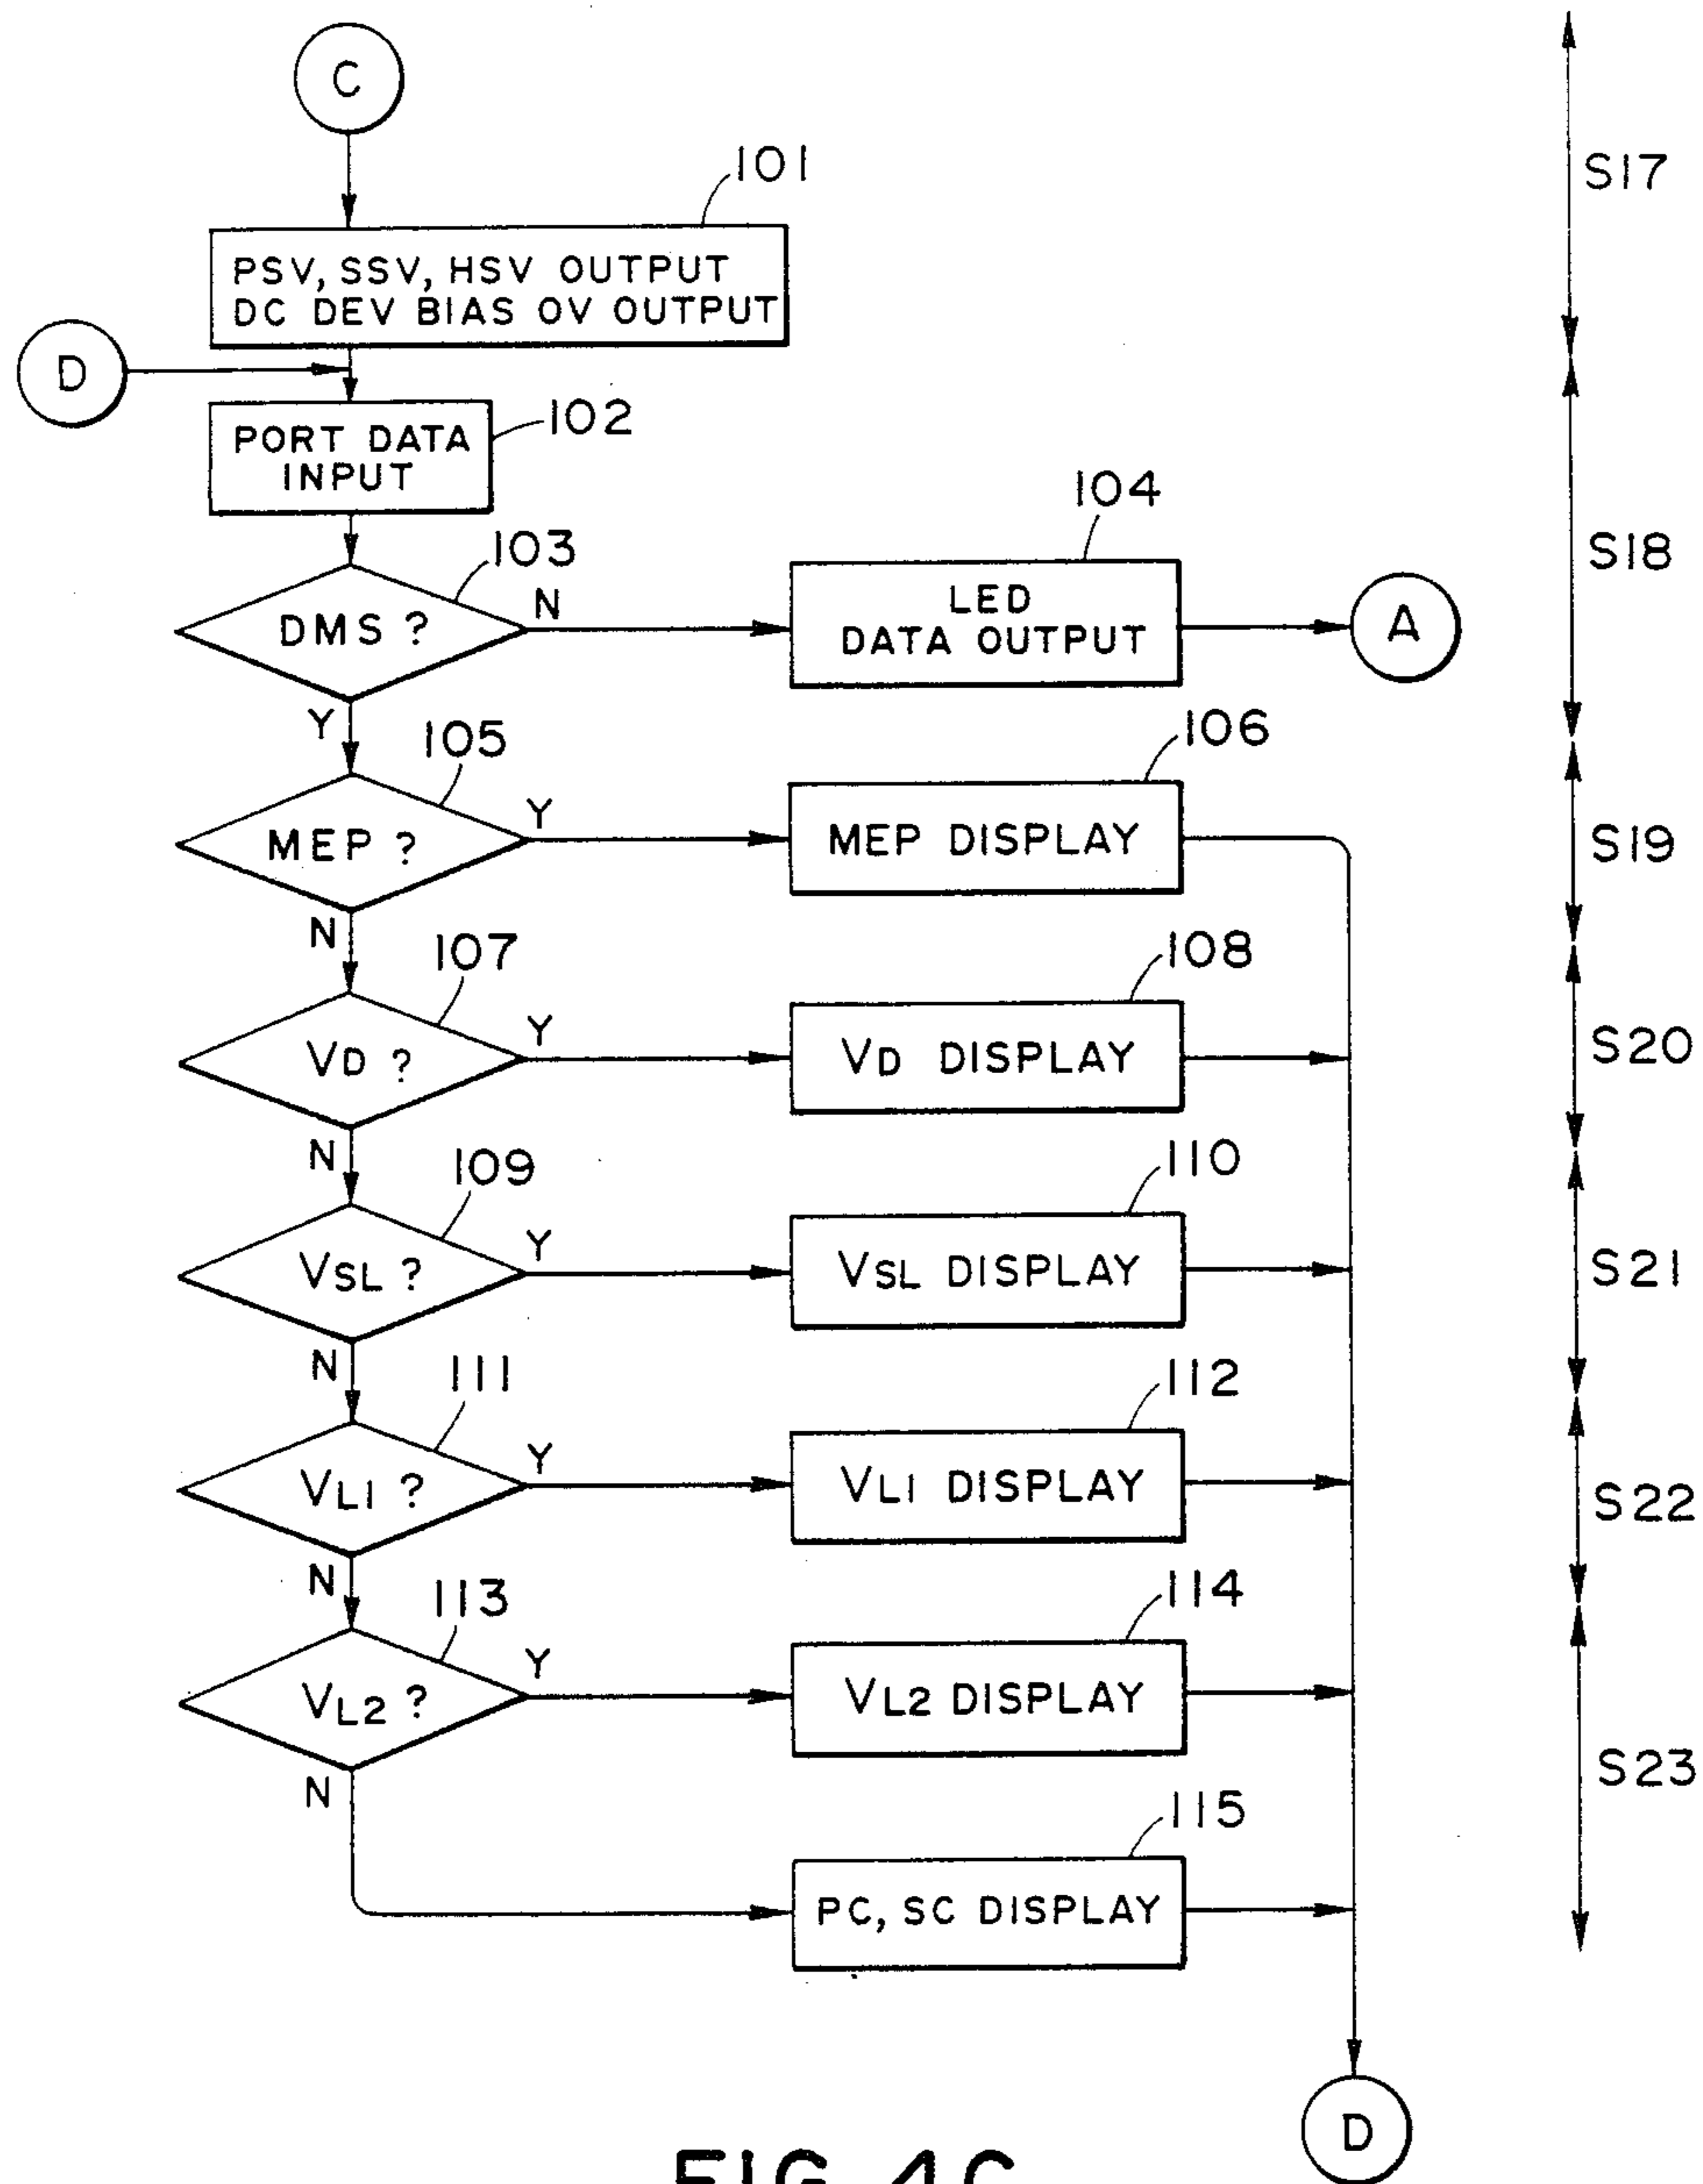 C
S17
101
PSV, SSV, HSV OUTPUT
DC DEV BIAS OV OUTPUT
D
102
PORT DATA
INPUT
104
S18
103
N
LED
DATA OUTPUT
A
DMS ?
Y
105
106
Y
MEP ?
MEP DISPLAY
S19
N
107
108
Y
VD ?
VD DISPLAY
S20
N
109
110
Y
VSL ?
VSL DISPLAY
S21
N
111
112
Y
VL1 ?
VL1 DISPLAY
S22
N
113
114
Y
VL2 ?
VL2 DISPLAY
S23
N
115
PC, SC DISPLAY
D
FIG. 4C